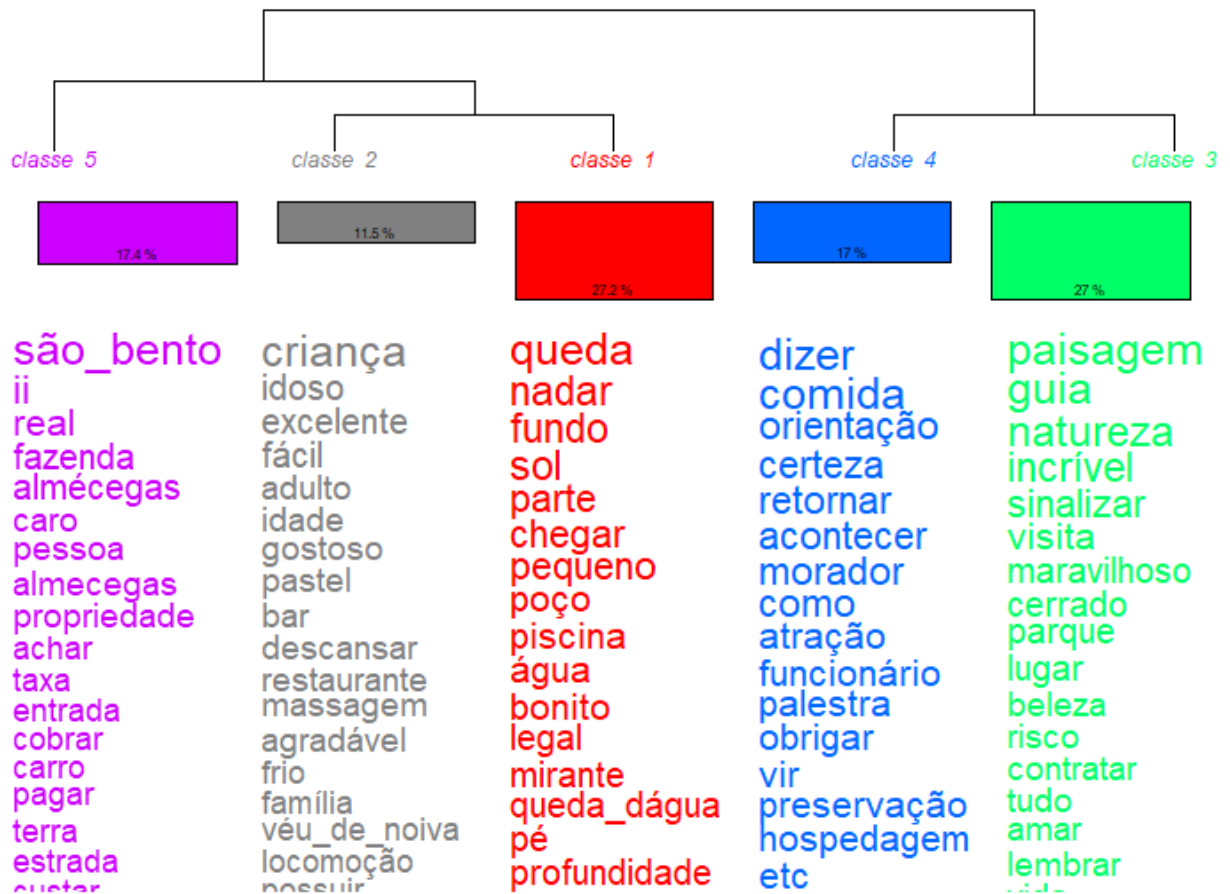 classe 5
classe 2
classe 1
classe 4
classe 3
17.4 %
11.5 %
27.2 %
17 %
27 %
são_bento
ii
real
fazenda
almécegas
caro
pessoa
almecegas
propriedade
achar
taxa
entrada
cobrar
carro
pagar
terra
estrada
custar
criança
idoso
excelente
fácil
adulto
idade
gostoso
pastel
bar
descansar
restaurante
massagem
agradável
frio
família
véu_de_noiva
locomoção
possuir
queda
nadar
fundo
sol
parte
chegar
pequeno
poço
piscina
água
bonito
legal
mirante
queda_dágua
pé
profundidade
dizer
comida
orientação
certeza
retornar
acontecer
morador
como
atração
funcionário
palestra
obrigar
vir
preservação
hospedagem
etc
paisagem
guia
natureza
incrível
sinalizar
visita
maravilhoso
cerrado
parque
lugar
beleza
risco
contratar
tudo
amar
lembrar